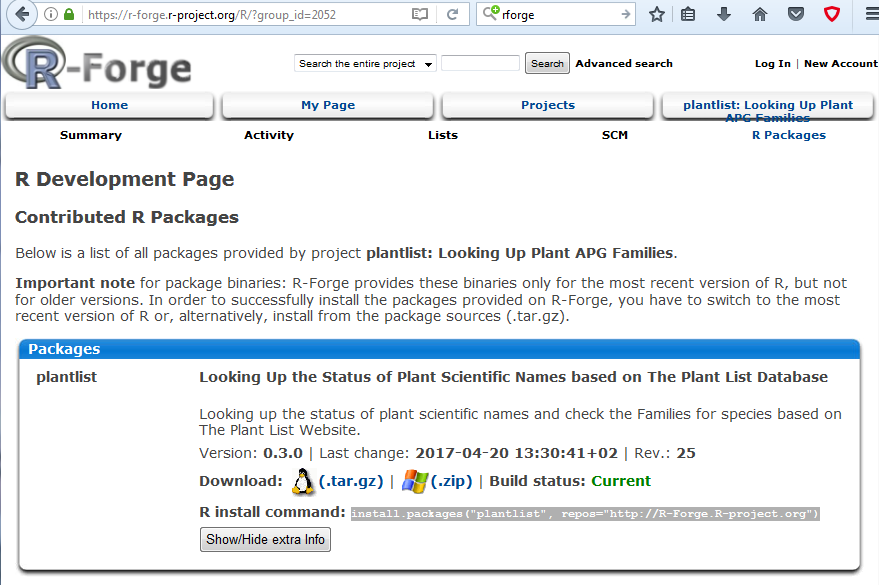 https://r-forge.r-project.org/R/?group_id=2052
rforge
R-Forge
Search the entire project
Search
Advanced search
Log In | New Account
Home
My Page
Projects
plantlist: Looking Up Plant
APG Families
Summary
Activity
Lists
SCM
R Packages
R Development Page
Contributed R Packages
Below is a list of all packages provided by project plantlist: Looking Up Plant APG Families.
Important note for package binaries: R-Forge provides these binaries only for the most recent version of R, but not
for older versions. In order to successfully install the packages provided on R-Forge, you have to switch to the most
recent version of R or, alternatively, install from the package sources (.tar.gz).
Packages
plantlist
Looking Up the Status of Plant Scientific Names based on The Plant List Database
Looking up the status of plant scientific names and check the Families for species based on
The Plant List Website.
Version: 0.3.0 | Last change: 2017-04-20 13:30:41+02 | Rev.: 25
Download: (.tar.gz) | (.zip) | Build status: Current
R install command: install.packages("plantlist", repos="http://R-Forge.R-project.org")
Show/Hide extra Info